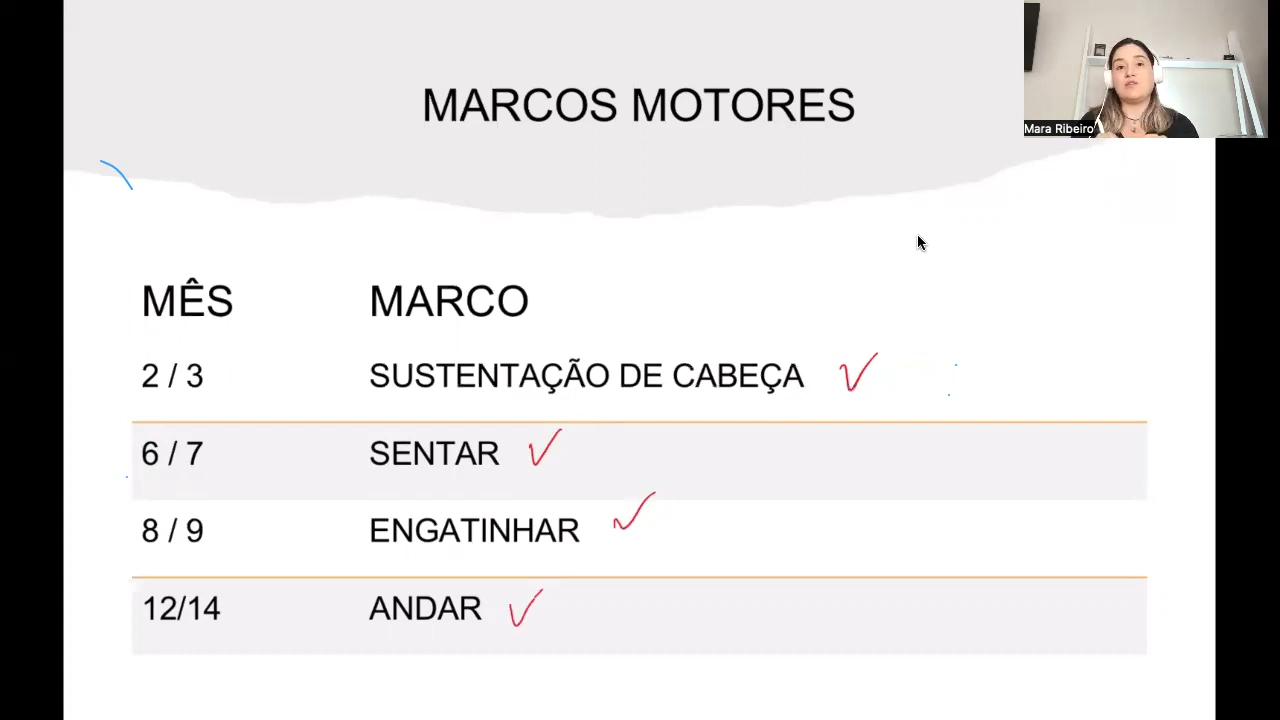 MARCOS MOTORES
Mara Ribeiro
MÊS MARCO
2 / 3 SUSTENTAÇÃO DE CABEÇA
6 / 7 SENTAR
8 / 9 ENGATINHAR
12/14 ANDAR